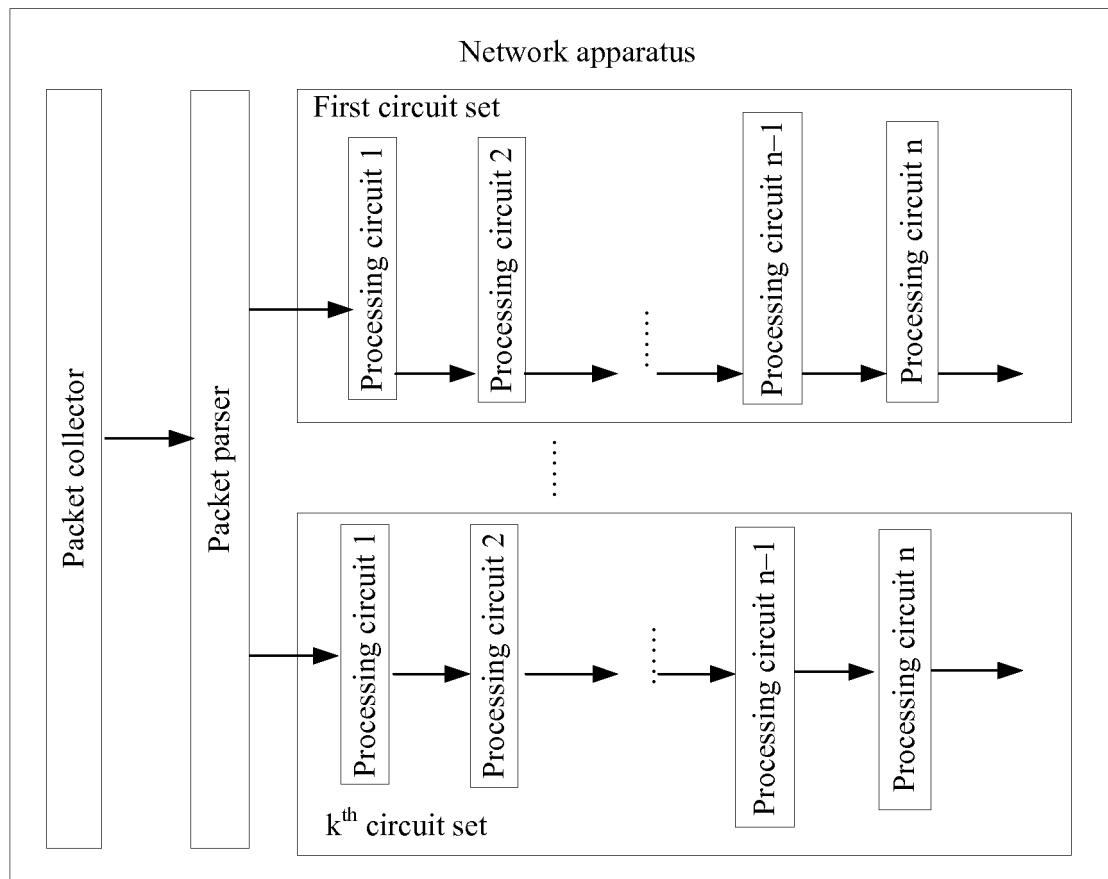 Network apparatus
Packet collector
Packet parser
First circuit set
Processing circuit 1
Processing circuit 2
......
Processing circuit n–1
Processing circuit n
......
Processing circuit 1
Processing circuit 2
......
Processing circuit n–1
Processing circuit n
kth circuit set